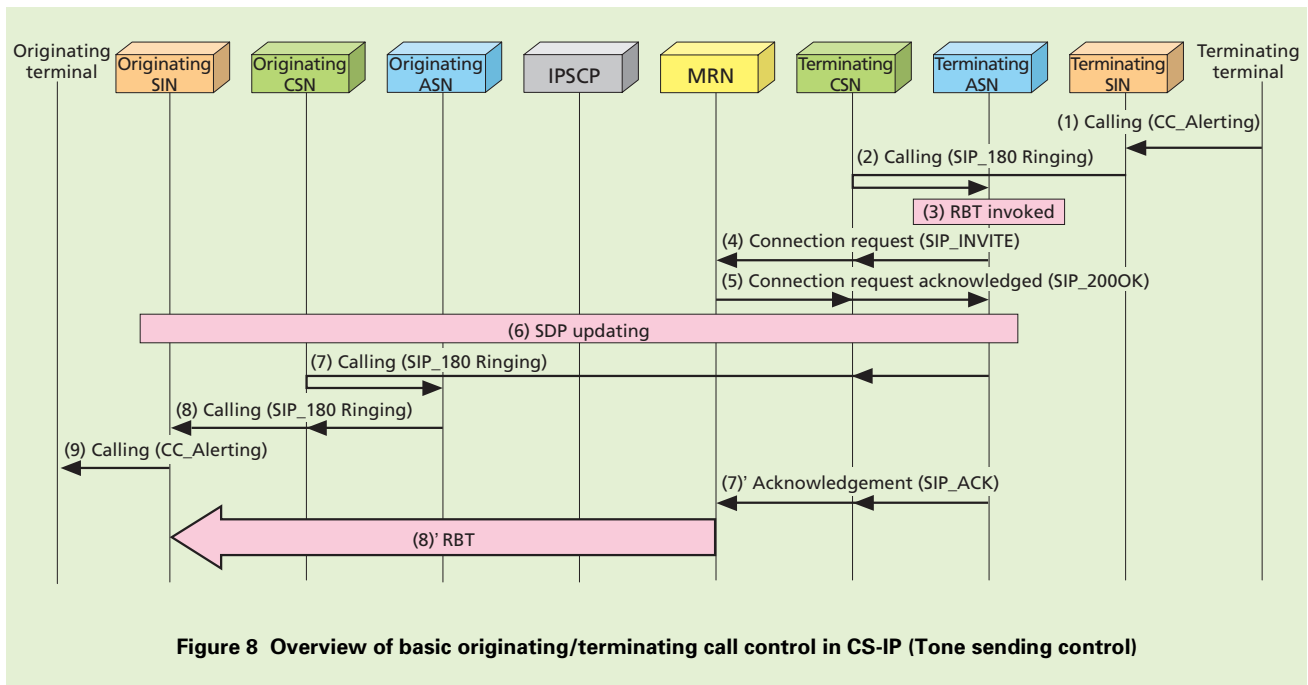 Originating
terminal
Originating
SIN
Originating
CSN
Originating
ASN
IPSCP
MRN
Terminating
CSN
Terminating
ASN
Terminating
SIN
Terminating
terminal
(1) Calling (CC_Alerting)
(2) Calling (SIP_180 Ringing)
(3) RBT invoked
(4) Connection request (SIP_INVITE)
(5) Connection request acknowledged (SIP_200OK)
(6) SDP updating
(7) Calling (SIP_180 Ringing)
(8) Calling (SIP_180 Ringing)
(9) Calling (CC_Alerting)
(7)’ Acknowledgement (SIP_ACK)
(8)’ RBT
Figure 8 Overview of basic originating/terminating call control in CS-IP (Tone sending control)